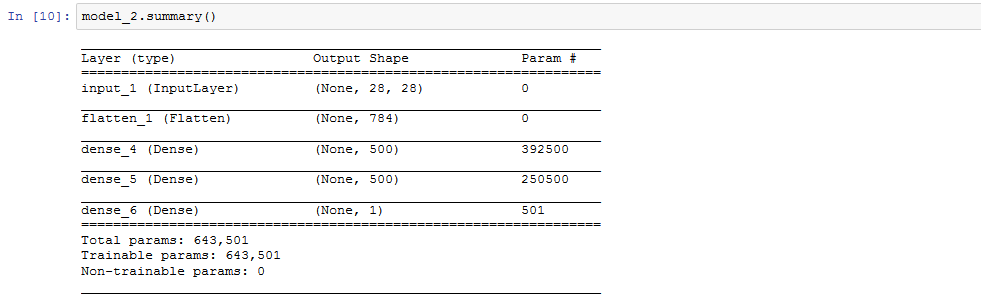 In [10]: model_2.summary()
Layer (type) Output Shape Param #
=================================================================
input_1 (InputLayer) (None, 28, 28) 0
flatten_1 (Flatten) (None, 784) 0
dense_4 (Dense) (None, 500) 392500
dense_5 (Dense) (None, 500) 250500
dense_6 (Dense) (None, 1) 501
=================================================================
Total params: 643,501
Trainable params: 643,501
Non-trainable params: 0